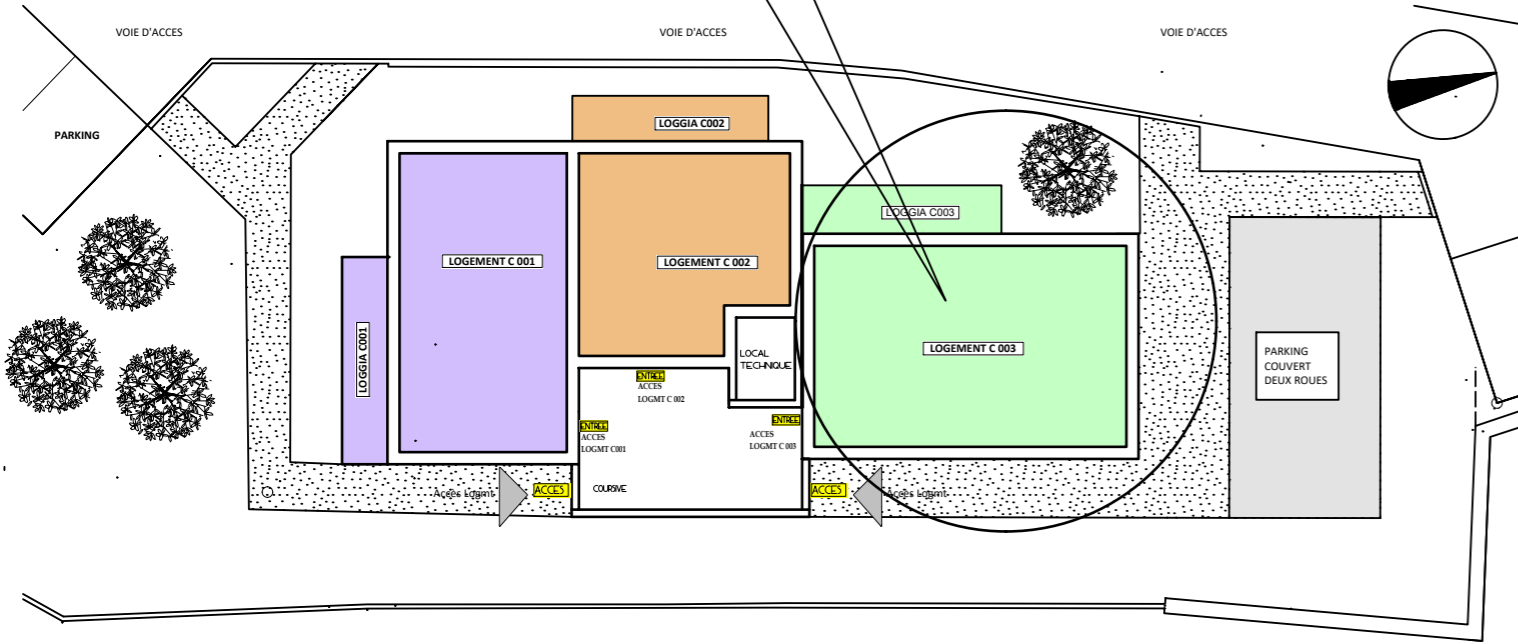 VOIE D'ACCES
VOIE D'ACCES
VOIE D'ACCES
PARKING
LOGGIA C002
LOGGIA C003
LOGEMENT C 001
LOGEMENT C 002
LOGGIA C001
LOGEMENT C 003
LOCAL
TECHNIQUE
PARKING
COUVERT
DEUX ROUES
ENTREE
ACCES
LOGMT C 002
ENTREE
ACCES
LOGMT C001
ENTREE
ACCES
LOGMT C 003
Acces Logmt
ACCES
COURSIVE
ACCES
Acces Logmt